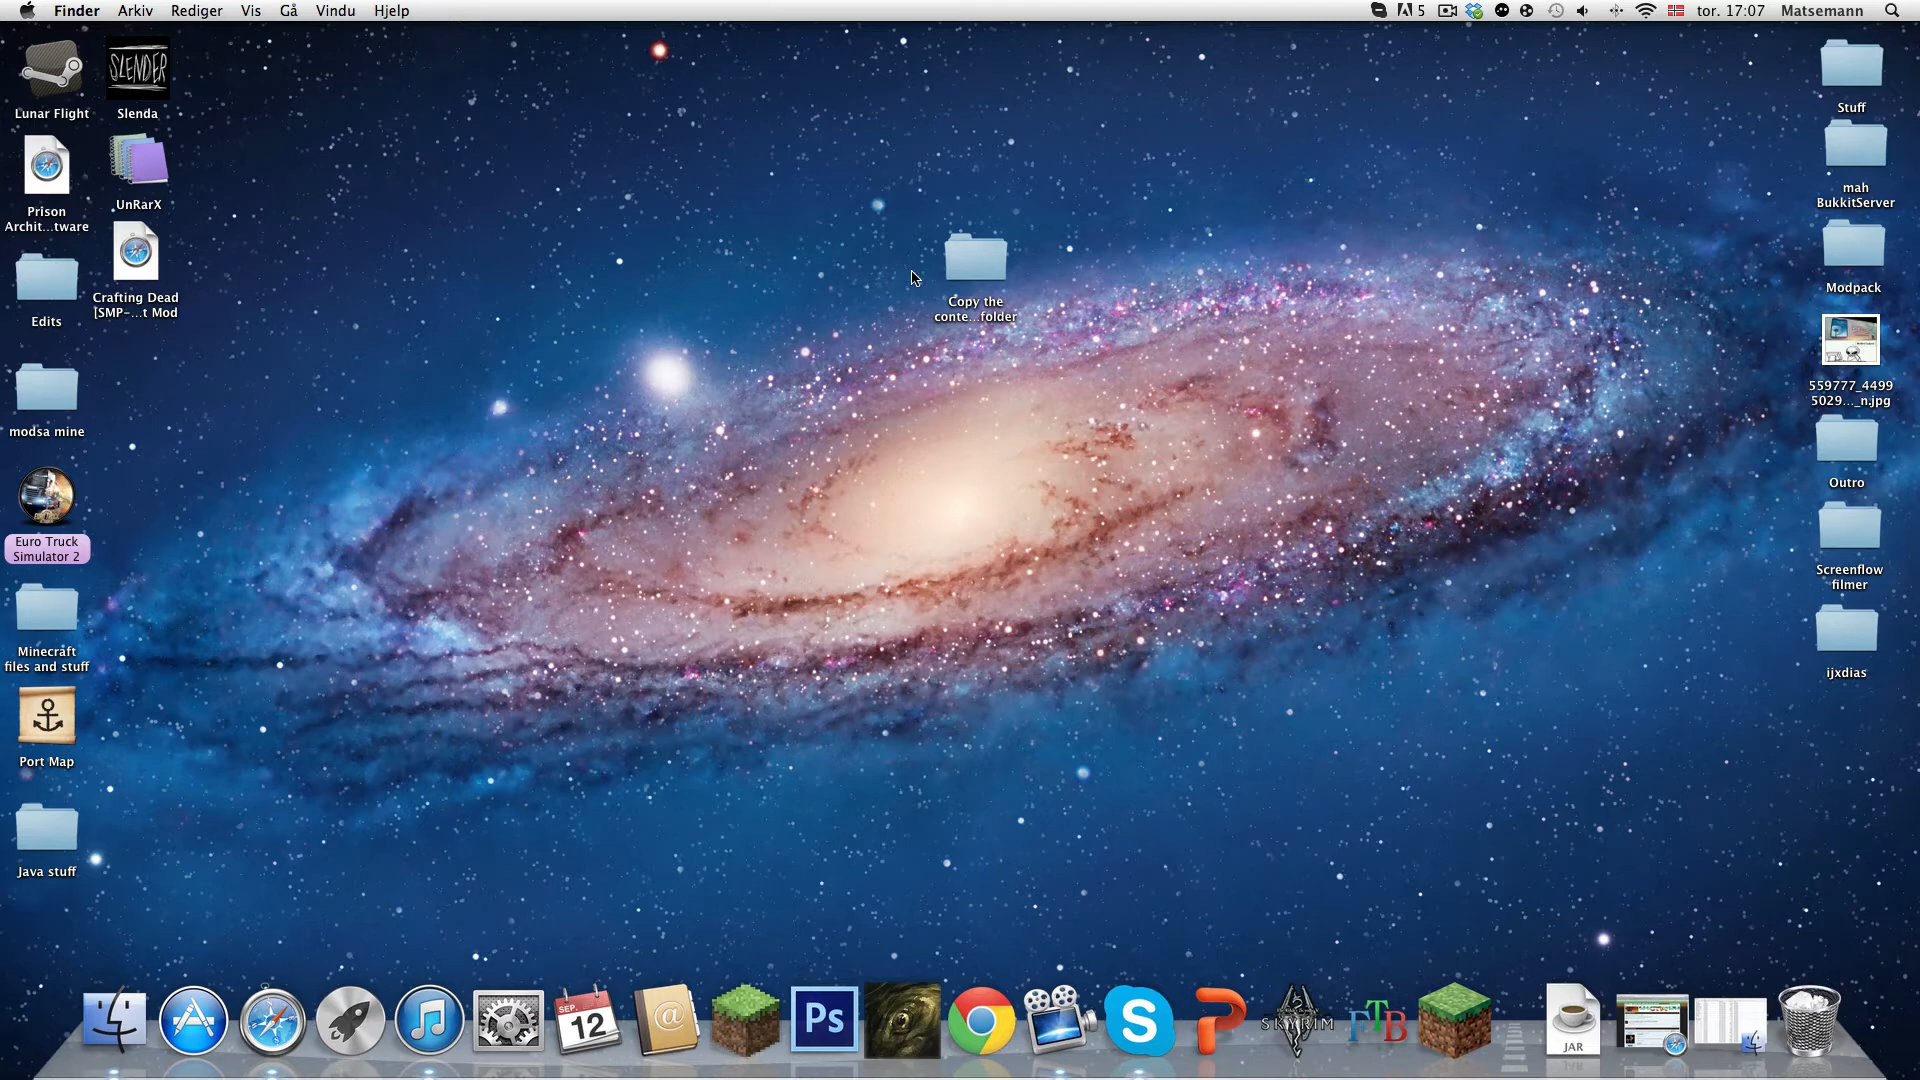 Finder Arkiv Rediger Vis Gå Vindu Hjelp
5 tor. 17:07 Matsemann
SLENDER
Lunar Flight
Slenda
Prison
Archit...tware
UnRarX
Crafting Dead
[SMP-...t Mod
Edits
modsa mine
Euro Truck
Simulator 2
Minecraft
files and stuff
Port Map
Java stuff
Copy the
conte...folder
Stuff
mah
BukkitServer
Modpack
559777_4499
5029..._n.jpg
Outro
Screenflow
filmer
ijxdias
SEP.
12
@
Ps
S
SKYRIM
FTB
JAR